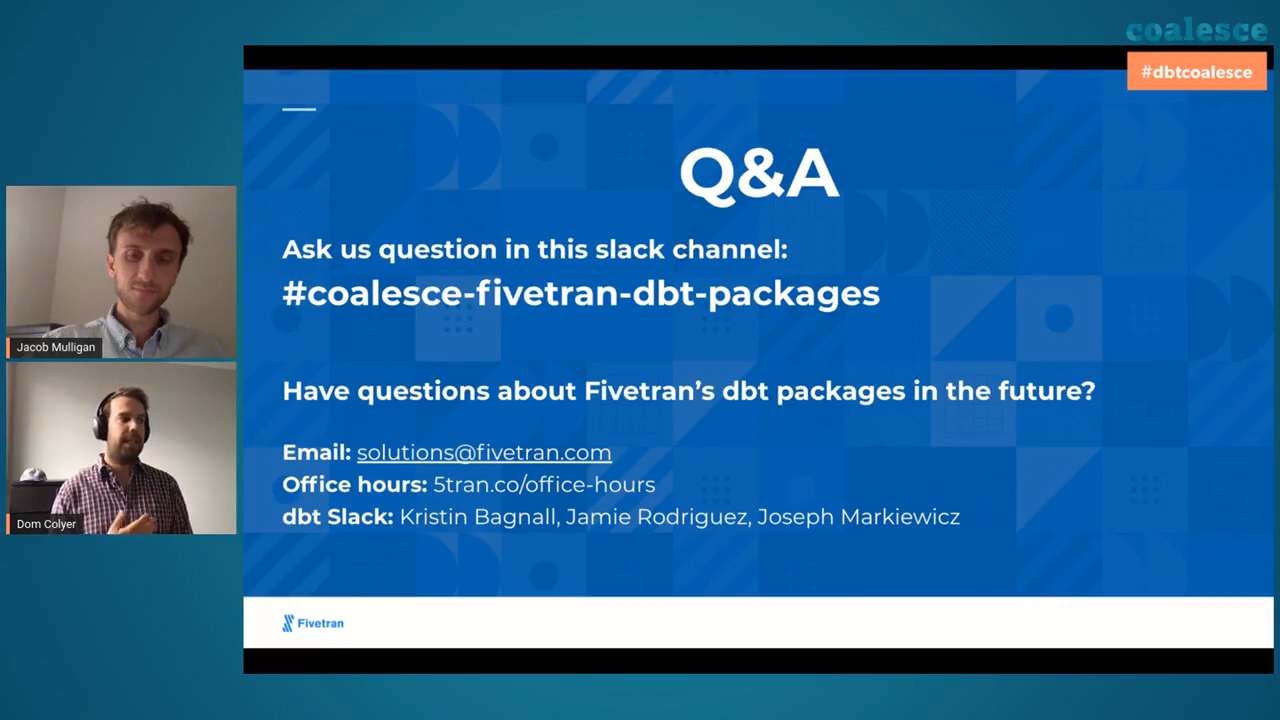 coalesce
#dbtcoalesce
Q&A
Ask us question in this slack channel:
#coalesce-fivetran-dbt-packages
Have questions about Fivetran’s dbt packages in the future?
Email: solutions@fivetran.com
Office hours: 5tran.co/office-hours
dbt Slack: Kristin Bagnall, Jamie Rodriguez, Joseph Markiewicz
Jacob Mulligan
Dom Colyer
Fivetran